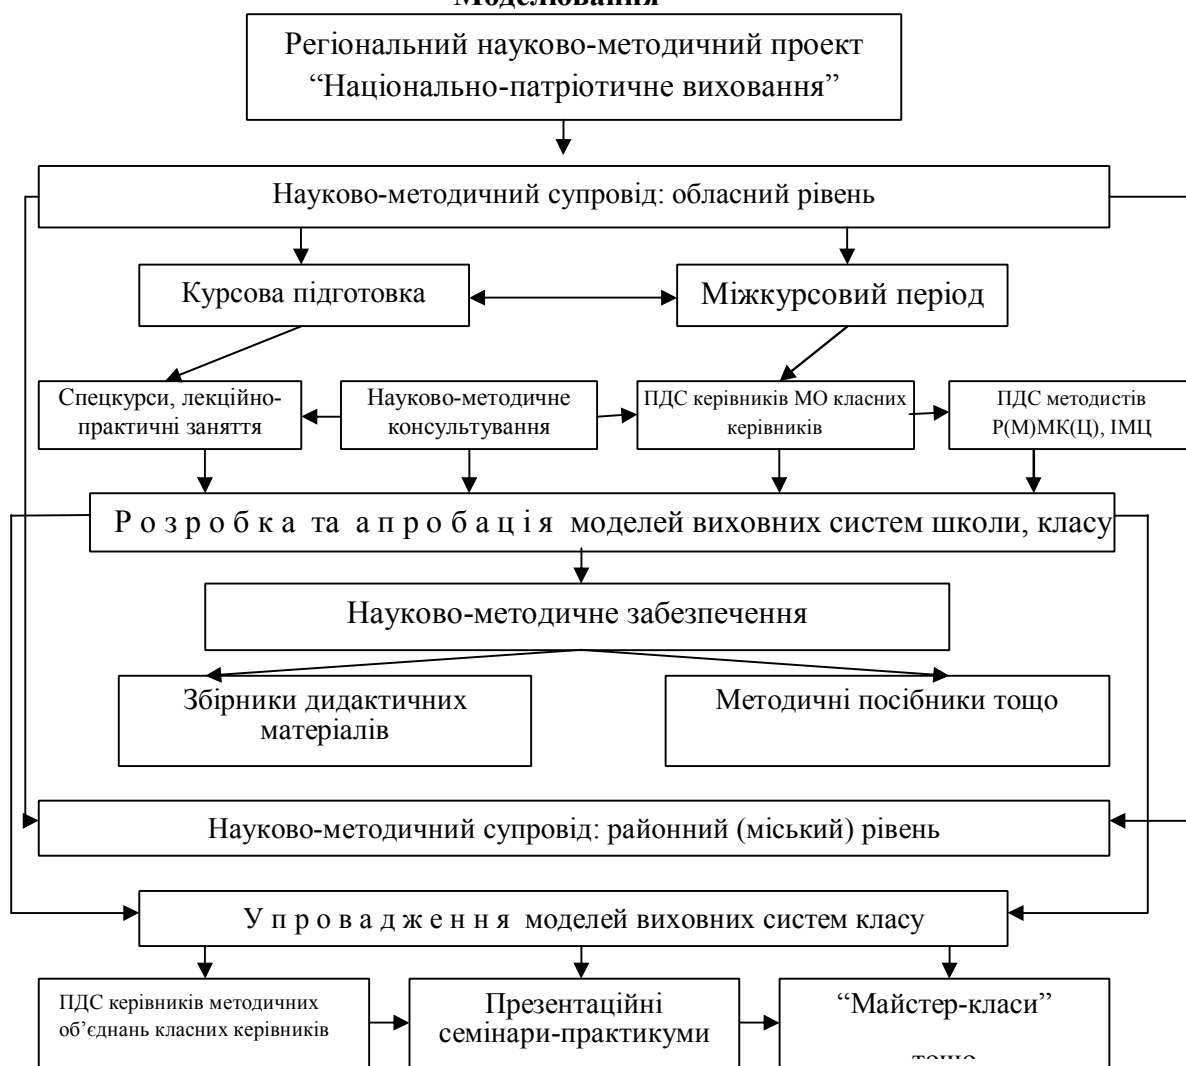 Моделювання
Регіональний науково-методичний проект
“Національно-патріотичне виховання”
Науково-методичний супровід: обласний рівень
Курсова підготовка
Міжкурсовий період
Спецкурси, лекційно-
практичні заняття
Науково-методичне
консультування
ПДС керівників МО класних
керівників
ПДС методистів
Р(М)МК(Ц), ІМЦ
Р о з р о б к а та а п р о б а ц і я моделей виховних систем школи, класу
Науково-методичне забезпечення
Збірники дидактичних
матеріалів
Методичні посібники тощо
Науково-методичний супровід: районний (міський) рівень
У п р о в а д ж е н н я моделей виховних систем класу
ПДС керівників методичних
об’єднань класних керівників
Презентаційні
семінари-практикуми
“Майстер-класи”
тощо